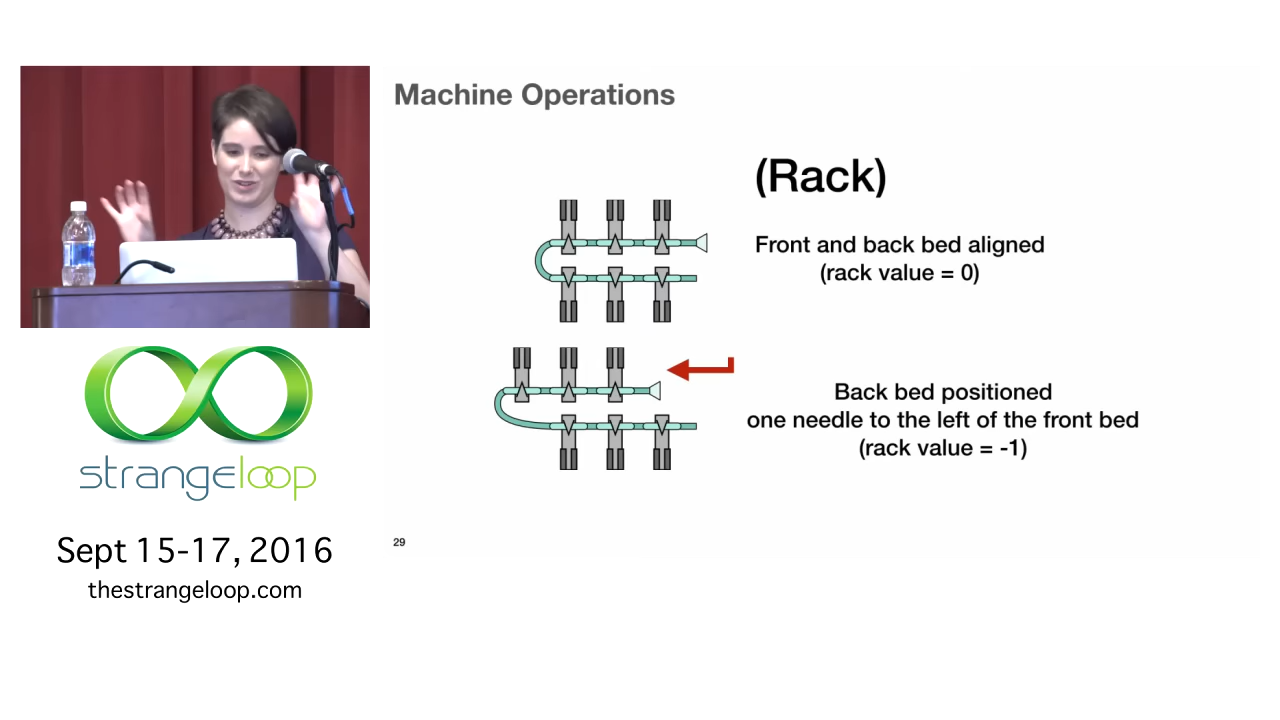 Machine Operations
(Rack)
Front and back bed aligned
(rack value = 0)
Back bed positioned
one needle to the left of the front bed
(rack value = -1)
29
strangeloop
Sept 15-17, 2016
thestrangeloop.com